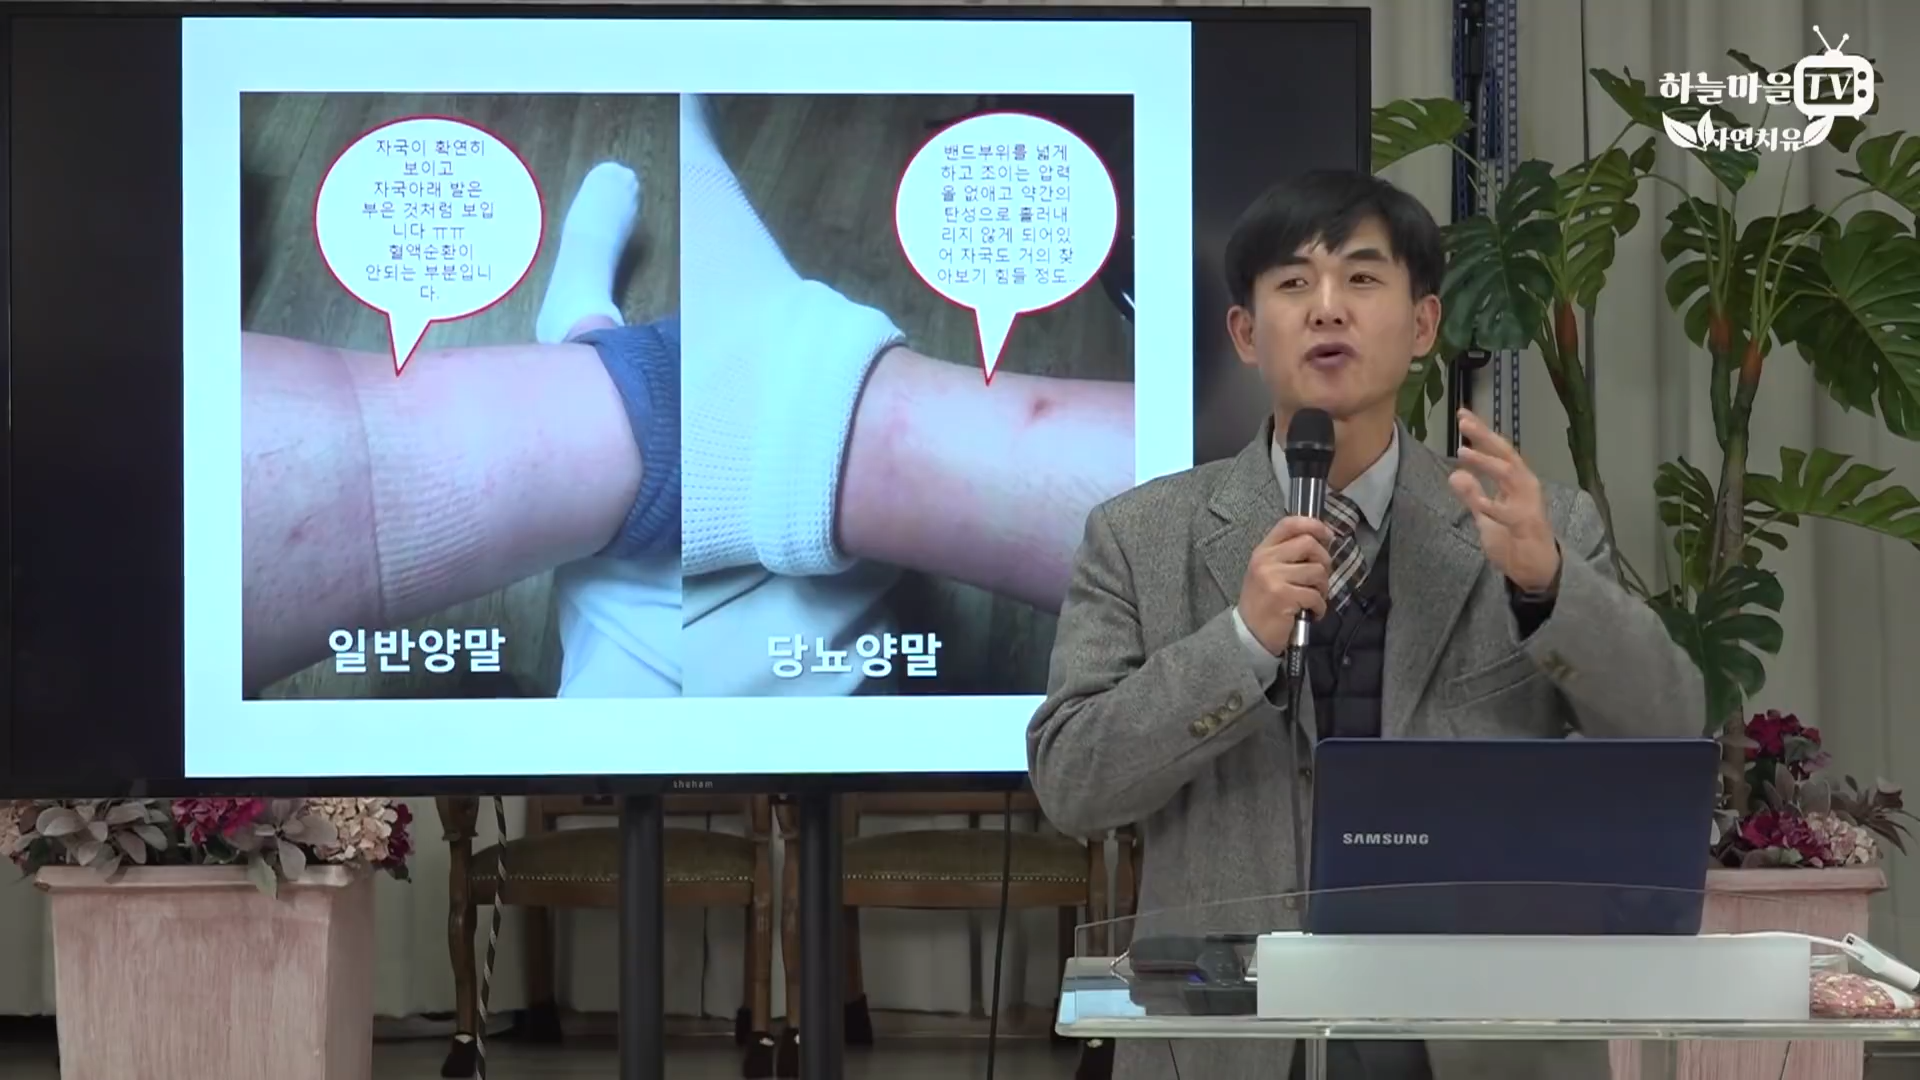 하늘마을TV
자연치유
자국이 확연히
보이고
자국아래 발은
부은 것처럼 보입
니다 ㅠㅠ
혈액순환이
안되는 부분입니
다.
밴드부위를 넓게
하고 조이는 압력
을 없애고 약간의
탄성으로 흘러내
리지 않게 되어있
어 자국도 거의 찾
아보기 힘들 정도..
일반양말
당뇨양말
shuham
SAMSUNG